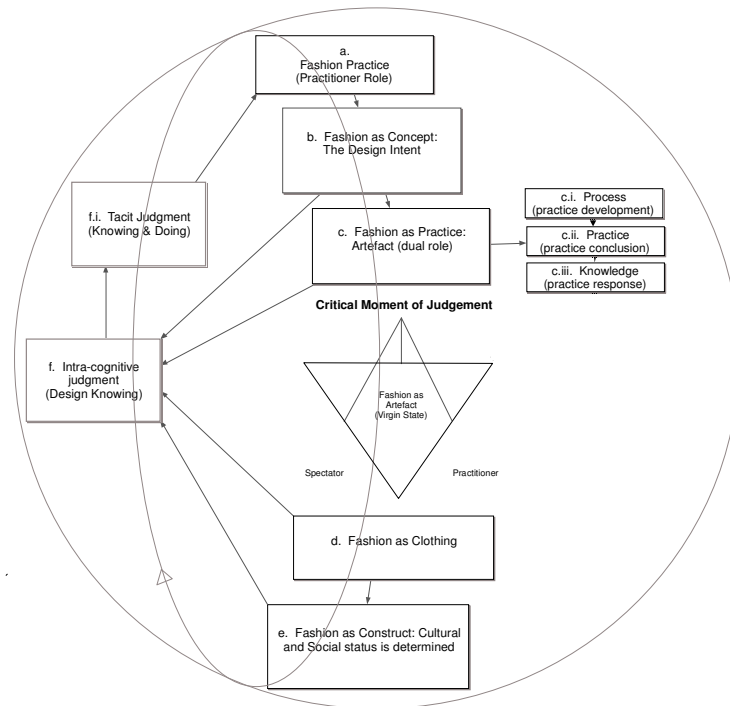 a.
Fashion Practice
(Practitioner Role)
b. Fashion as Concept:
The Design Intent
f.i. Tacit Judgment
(Knowing & Doing)
c. Fashion as Practice:
Artefact (dual role)
c.i. Process
(practice development)
c.ii. Practice
(practice conclusion)
c.iii. Knowledge
(practice response)
Critical Moment of Judgement
f. Intra-cognitive
judgment
(Design Knowing)
Fashion as
Artefact
(Virgin State)
Spectator
Practitioner
d. Fashion as Clothing
e. Fashion as Construct: Cultural
and Social status is determined